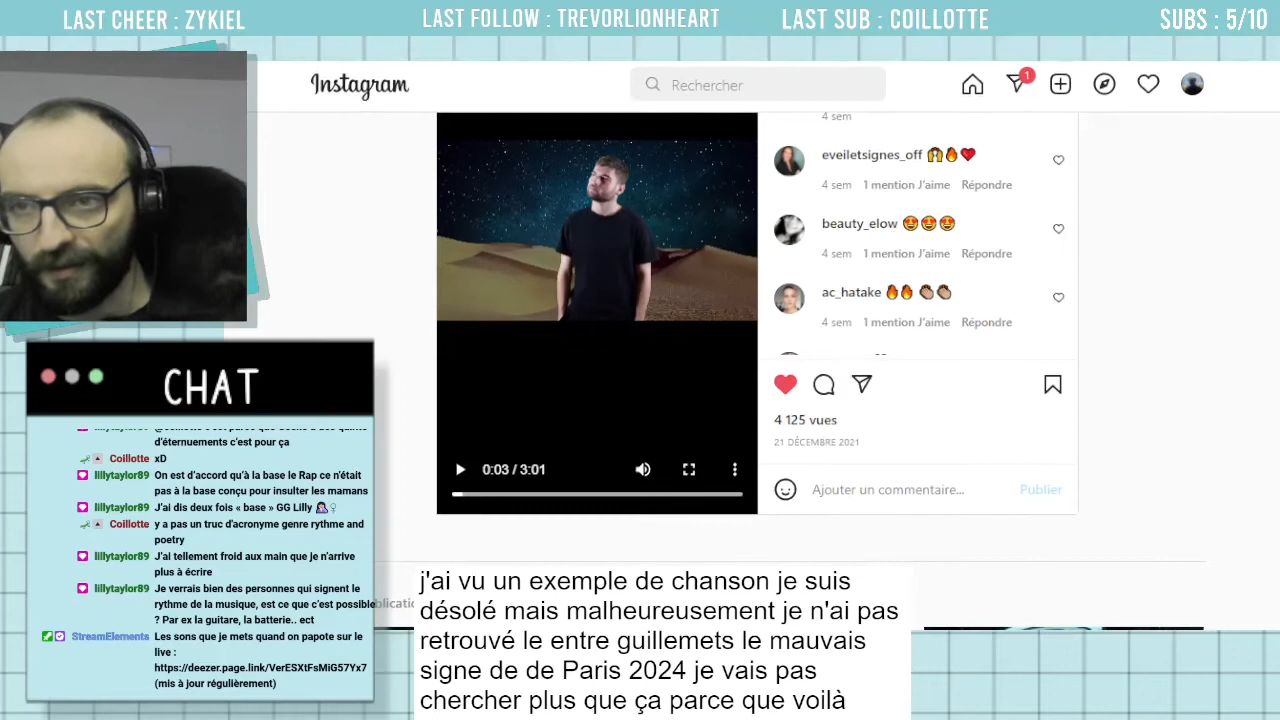 LAST CHEER : ZYKIEL
LAST FOLLOW : TREVORLIONHEART
LAST SUB : COILLOTTE
SUBS : 5/10
Instagram
Rechercher
1
4 sem
eveiletsignes_off
4 sem 1 mention J'aime Répondre
beauty_elow 😍😍😍
4 sem 1 mention J'aime Répondre
ac_hatake
4 sem 1 mention J'aime Répondre
4 125 vues
21 DÉCEMBRE 2021
0:03 / 3:01
Ajouter un commentaire... Publier
CHAT
d'éternuements c'est pour ça
Coillotte xD
lillytaylor89 On est d'accord qu'à la base le Rap ce n'était
pas à la base conçu pour insulter les mamans
lillytaylor89 J'ai dis deux fois « base » GG Lilly
Coillotte y a pas un truc d'acronyme genre rythme and
poetry
lillytaylor89 J'ai tellement froid aux main que je n'arrive
plus à écrire
lillytaylor89 Je verrais bien des personnes qui signent le
rythme de la musique, est ce que c'est possible
? Par ex la guitare, la batterie.. ect
StreamElements Les sons que je mets quand on papote sur le
live :
https://deezer.page.link/VerESXtFsMiG57Yx7
(mis à jour régulièrement)
j'ai vu un exemple de chanson je suis
désolé mais malheureusement je n'ai pas
retrouvé le entre guillemets le mauvais
signe de de Paris 2024 je vais pas
chercher plus que ça parce que voilà